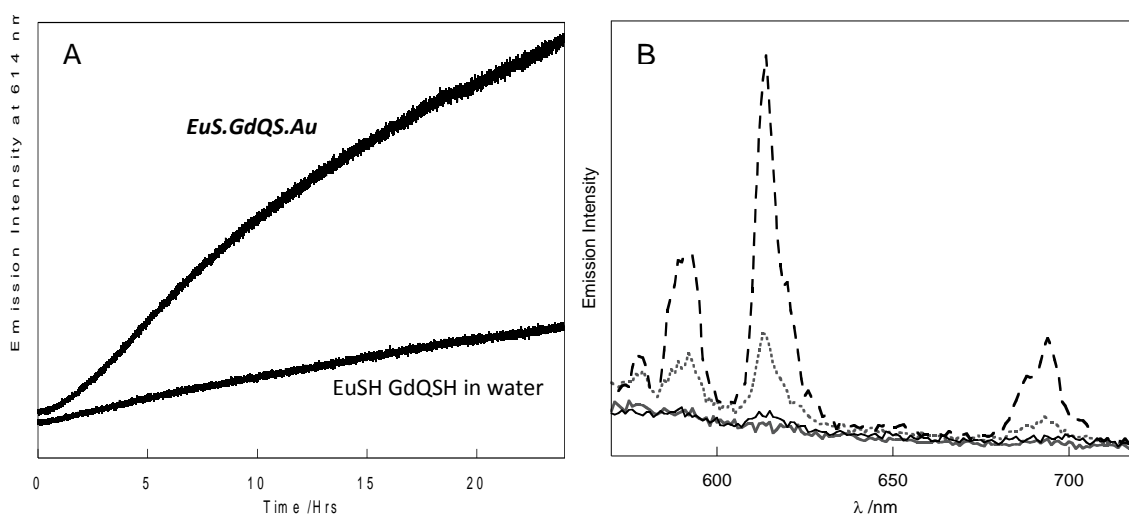 A
Emission Intensity at 614 nm
EuS.GdQS.Au
EuSH GdQSH in water
0 5 10 15 20
Time /Hrs
B
Emission Intensity
600 650 700
λ /nm